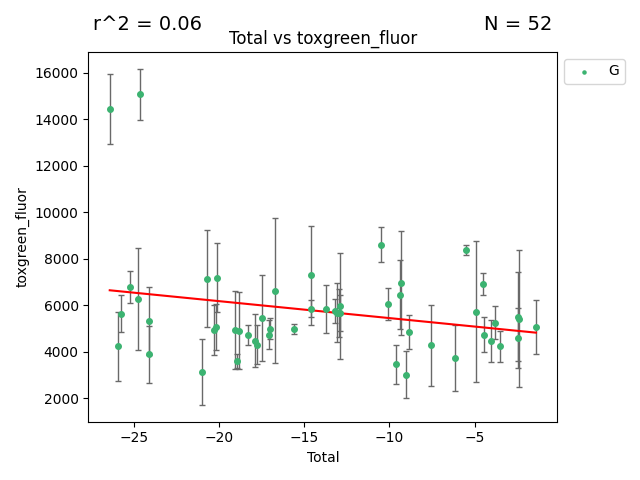 r^2 = 0.06
N = 52
Total vs toxgreen_fluor
G
16000
14000
12000
10000
8000
6000
4000
2000
toxgreen_fluor
−25
−20
−15
−10
−5
Total